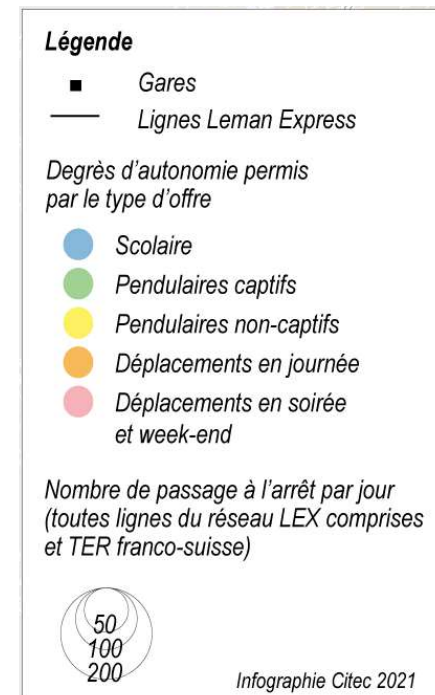 Légende
Gares
Lignes Leman Express
Degrès d'autonomie permis
par le type d'offre
Scolaire
Pendulaires captifs
Pendulaires non-captifs
Déplacements en journée
Déplacements en soirée
et week-end
Nombre de passage à l'arrêt par jour
(toutes lignes du réseau LEX comprises
et TER franco-suisse)
50
100
200
Infographie Citec 2021